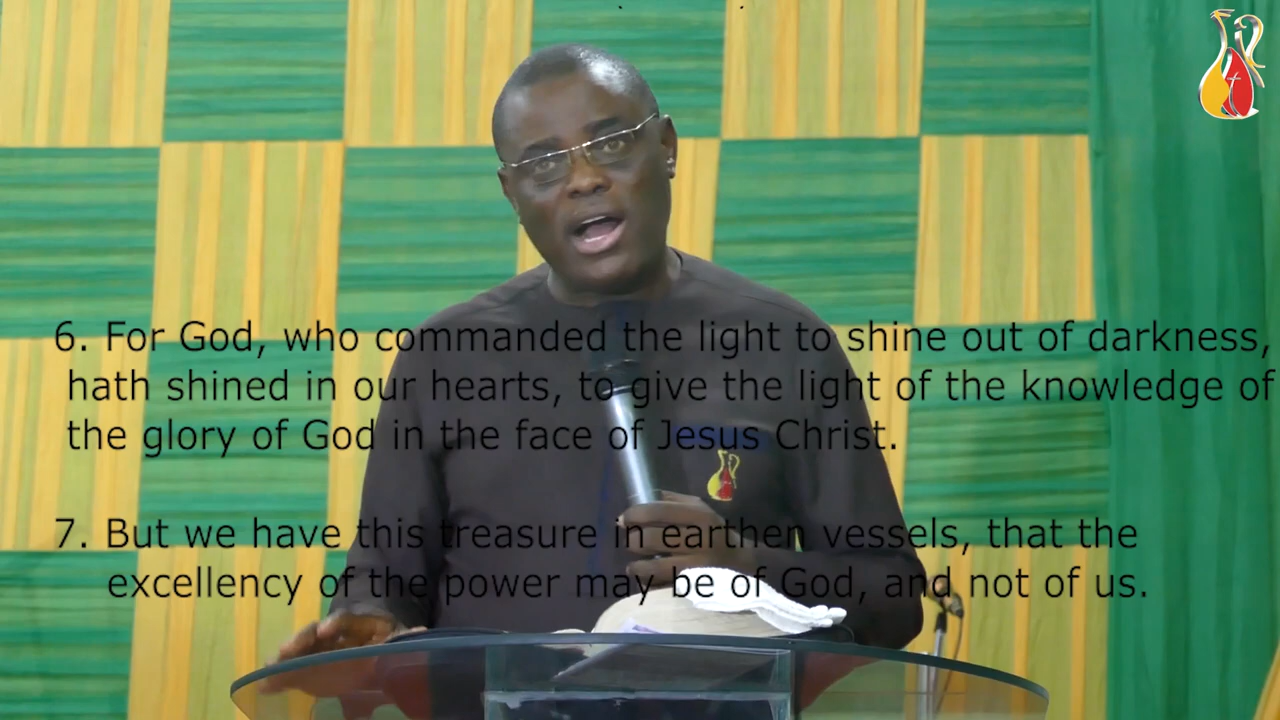 6. For God, who commanded the light to shine out of darkness,
hath shined in our hearts, to give the light of the knowledge of
the glory of God in the face of Jesus Christ.
7. But we have this treasure in earthen vessels, that the
excellency of the power may be of God, and not of us.